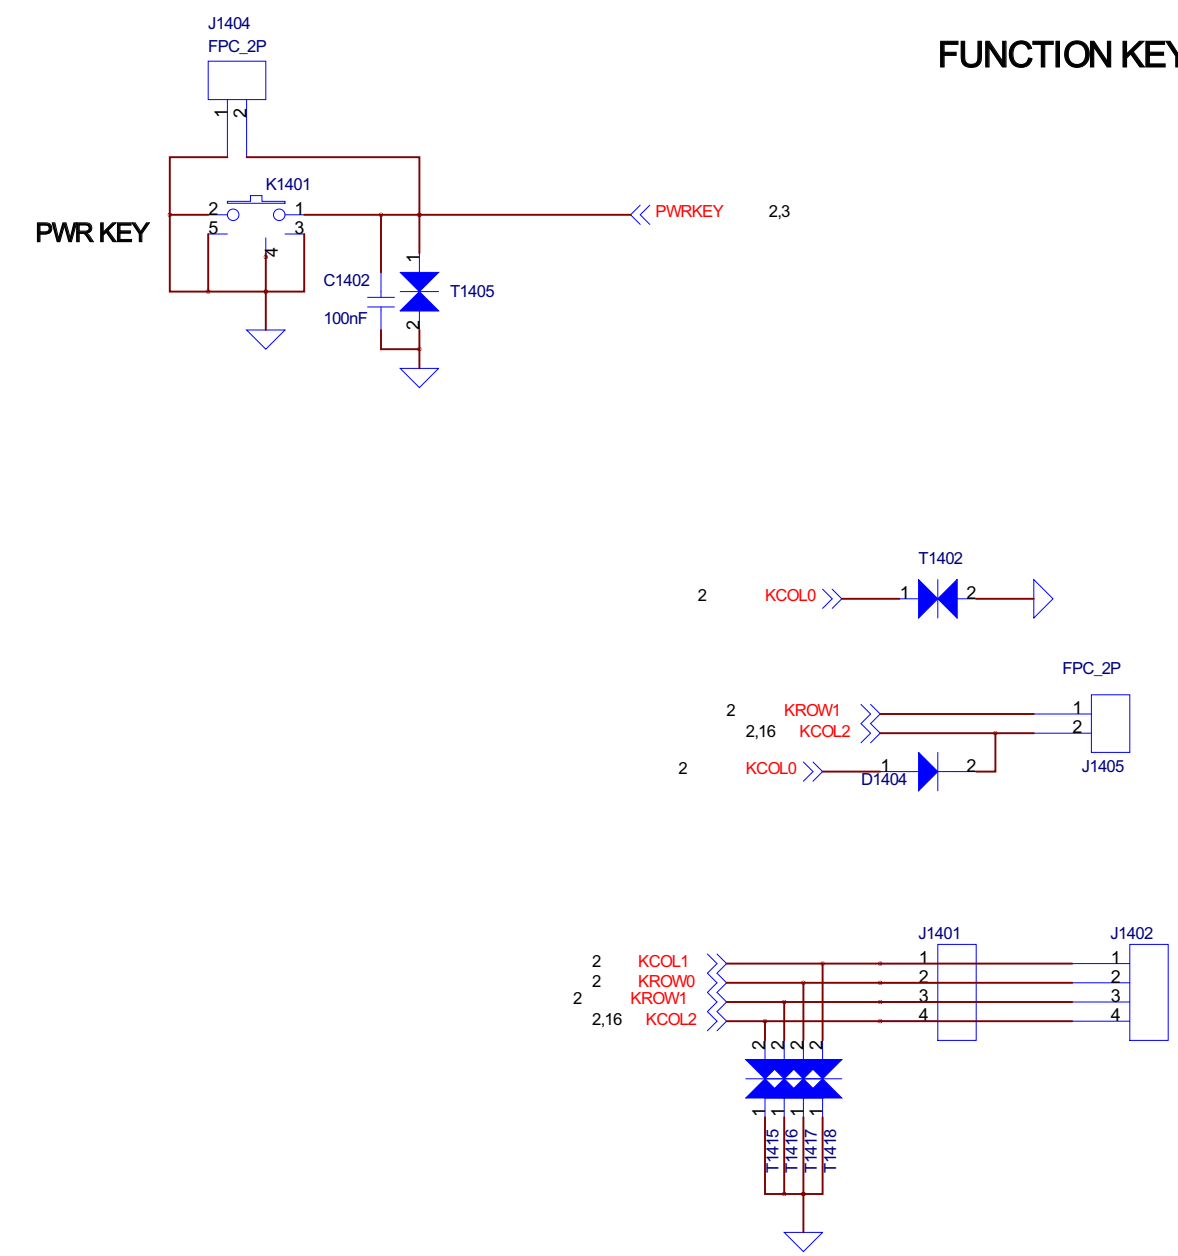 J1404
FPC_2P
FUNCTION KEY
1
2
K1401
2
1
PWRKEY 2,3
PWR KEY
5
3
4
1
C1402
T1405
100nF
2
T1402
2 KCOL0 1 2
FPC_2P
2 KROW1 1
2,16 KCOL2 2
2 KCOL0 1 2 J1405
D1404
J1401 J1402
2 KCOL1 1 1
2 KROW0 2 2
2 KROW1 3 3
2,16 KCOL2 4 4
2 2 2 2
1 1 1 1
T1415
T1416
T1417
T1418